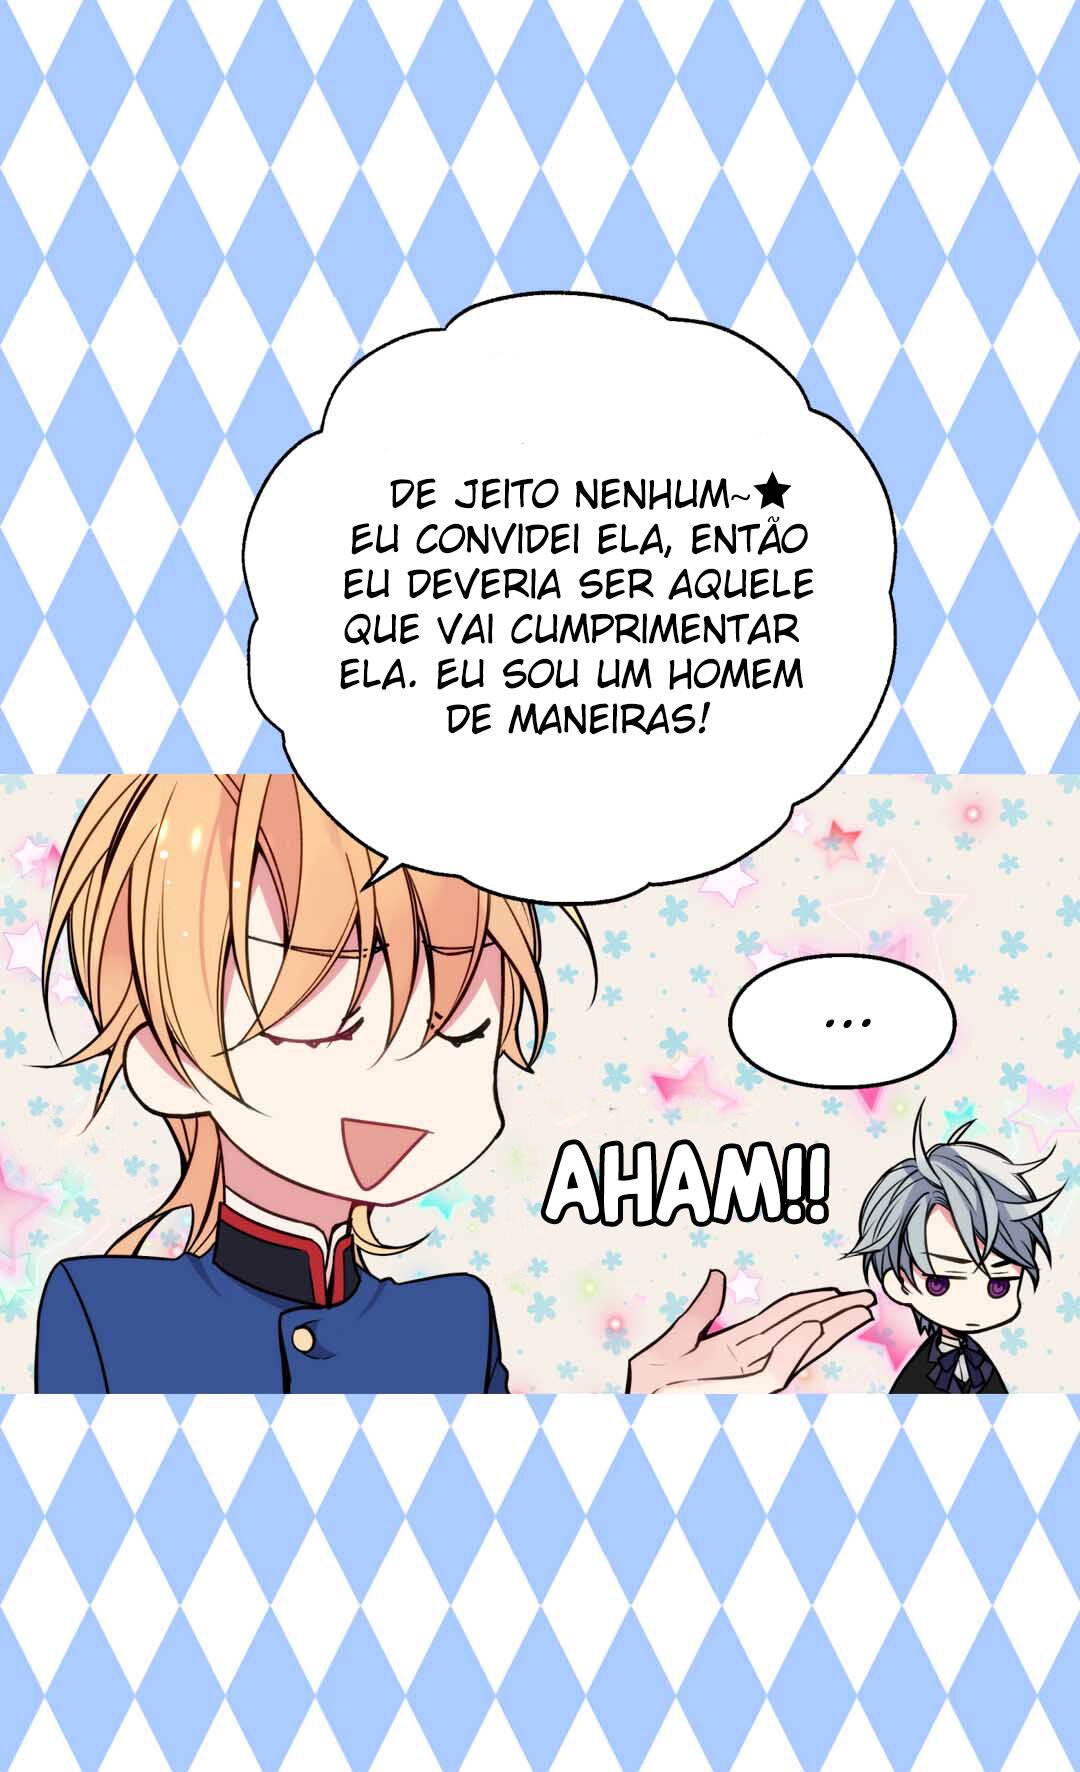 DE JEITO NENHUM~★
EU CONVIDEI ELA, ENTÃO
EU DEVERIA SER AQUELE
QUE VAI CUMPRIMENTAR
ELA. EU SOU UM HOMEM
DE MANEIRAS!
...
AHAM!!